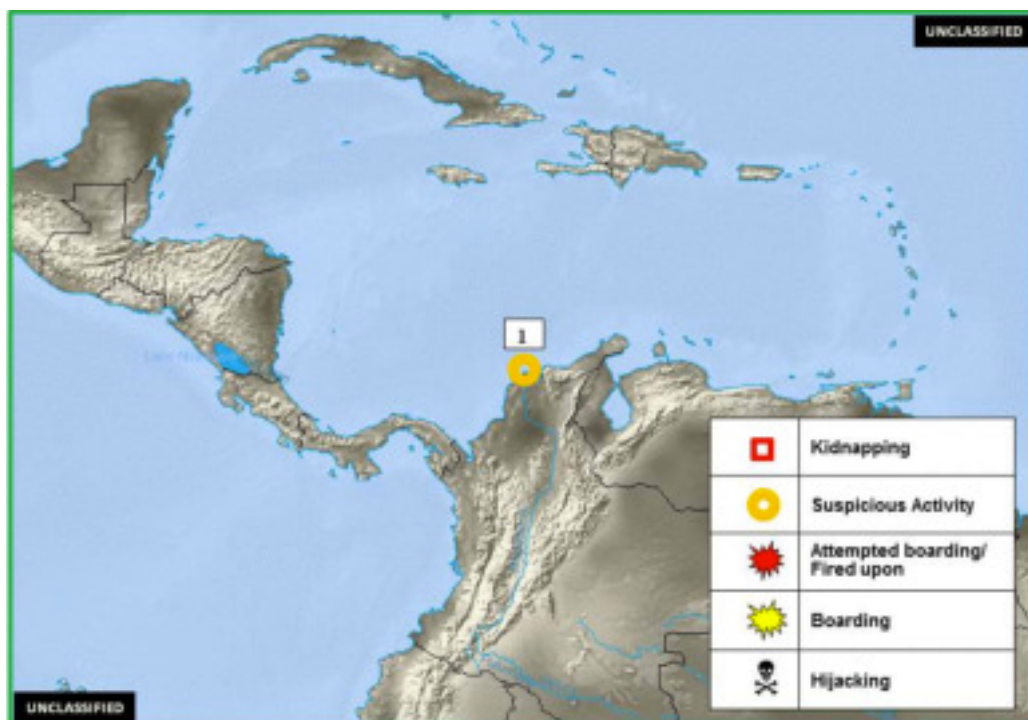 UNCLASSIFIED
1
Kidnapping
Suspicious Activity
Attempted boarding/
Fired upon
Boarding
Hijacking
UNCLASSIFIED